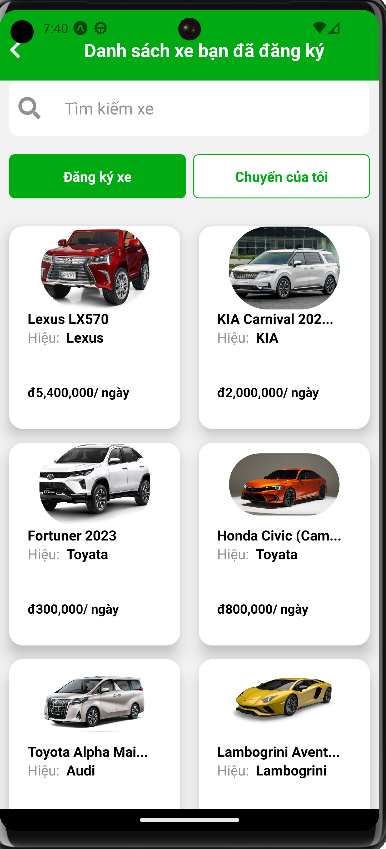 7:40
Danh sách xe bạn đã đăng ký
Tìm kiếm xe
Đăng ký xe
Chuyến của tôi
Lexus LX570
Hiệu: Lexus
đ5,400,000/ ngày
KIA Carnival 202...
Hiệu: KIA
đ2,000,000/ ngày
Fortuner 2023
Hiệu: Toyata
đ300,000/ ngày
Honda Civic (Cam...
Hiệu: Toyata
đ800,000/ ngày
Toyota Alpha Mai...
Hiệu: Audi
Lambogrini Avent...
Hiệu: Lambogrini